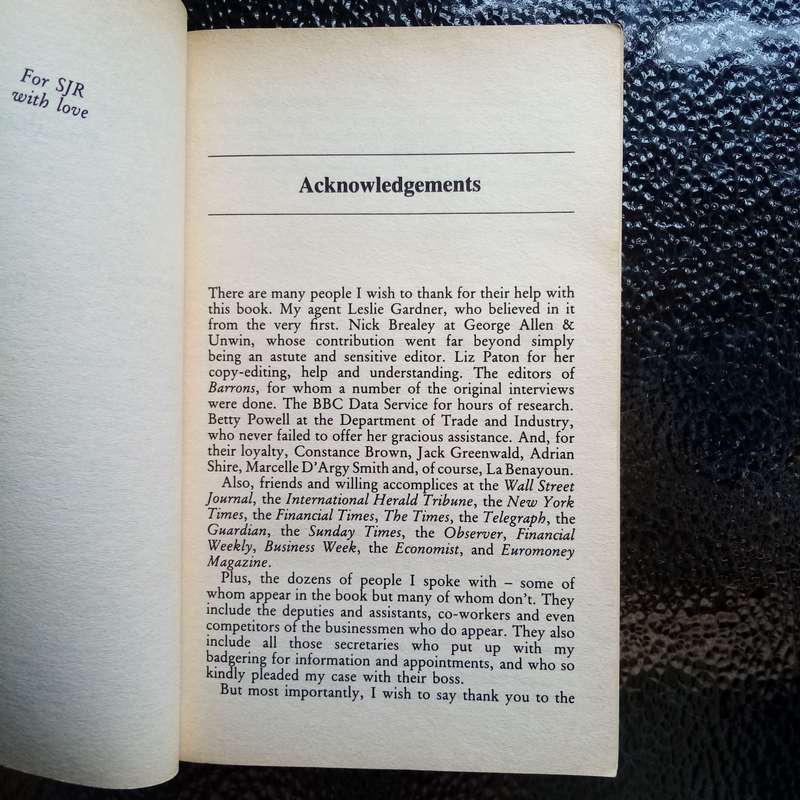 For SJR
with love
Acknowledgements
There are many people I wish to thank for their help with
this book. My agent Leslie Gardner, who believed in it
from the very first. Nick Brealey at George Allen &
Unwin, whose contribution went far beyond simply
being an astute and sensitive editor. Liz Paton for her
copy-editing, help and understanding. The editors of
Barrons, for whom a number of the original interviews
were done. The BBC Data Service for hours of research.
Betty Powell at the Department of Trade and Industry,
who never failed to offer her gracious assistance. And, for
their loyalty, Constance Brown, Jack Greenwald, Adrian
Shire, Marcelle D'Argy Smith and, of course, La Benayoun.
Also, friends and willing accomplices at the Wall Street
Journal, the International Herald Tribune, the New York
Times, the Financial Times, The Times, the Telegraph, the
Guardian, the Sunday Times, the Observer, Financial
Weekly, Business Week, the Economist, and Euromoney
Magazine.
Plus, the dozens of people I spoke with – some of
whom appear in the book but many of whom don't. They
include the deputies and assistants, co-workers and even
competitors of the businessmen who do appear. They also
include all those secretaries who put up with my
badgering for information and appointments, and who so
kindly pleaded my case with their boss.
But most importantly, I wish to say thank you to the